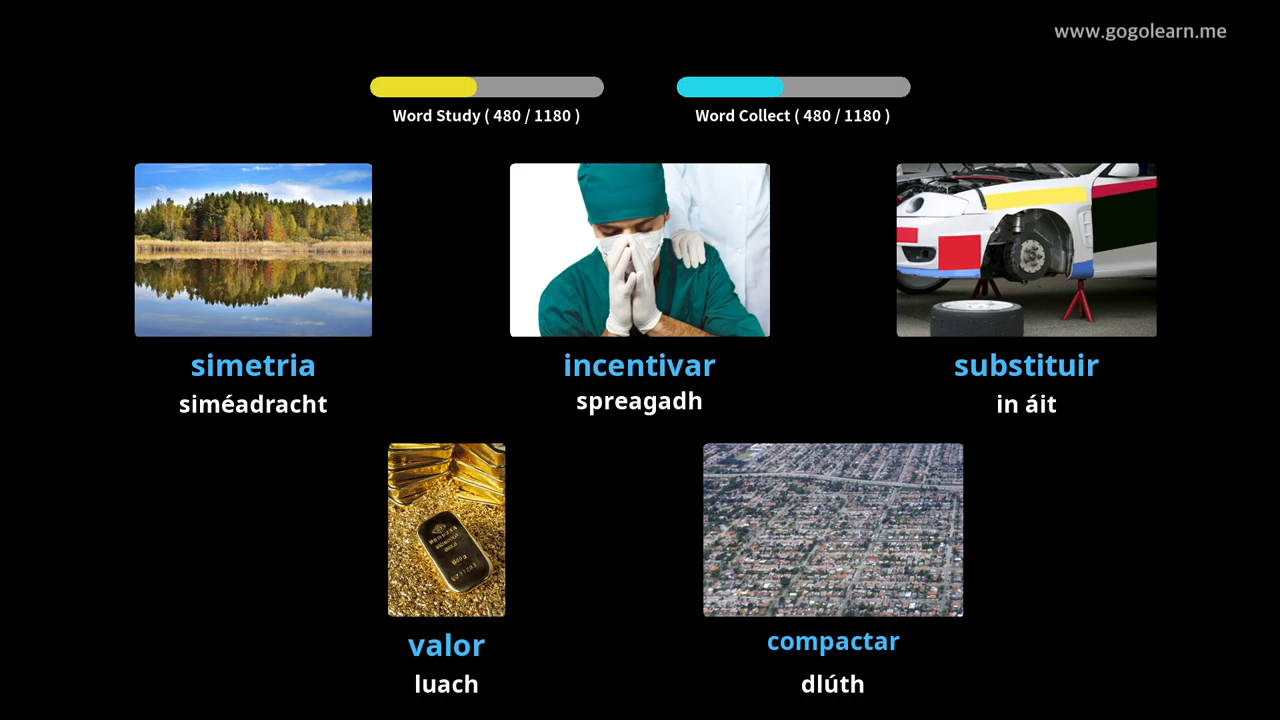 www.gogolearn.me
Word Study ( 480 / 1180 )
Word Collect ( 480 / 1180 )
simetria
siméadracht
incentivar
spreagadh
substituir
in áit
valor
luach
compactar
dlúth